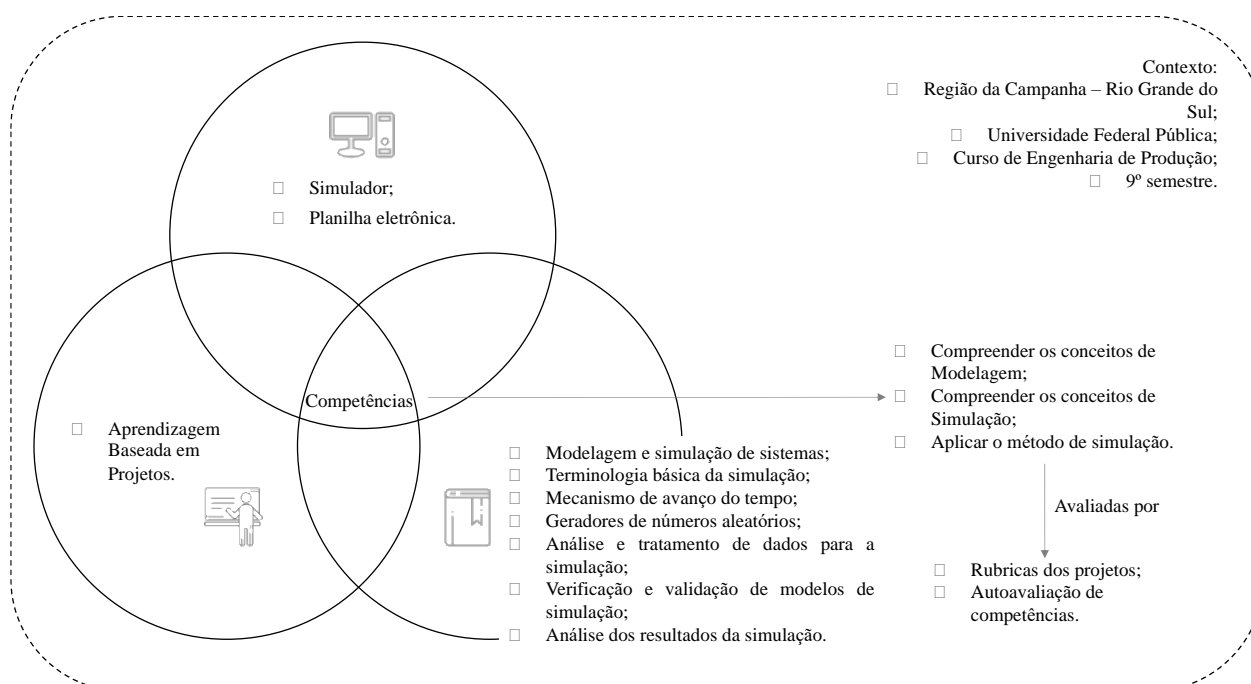 Contexto:
Região da Campanha – Rio Grande do
Sul;
Universidade Federal Pública;
Curso de Engenharia de Produção;
9º semestre.
Simulador;
Planilha eletrônica.
Competências
Aprendizagem
Baseada em
Projetos.
Modelagem e simulação de sistemas;
Terminologia básica da simulação;
Mecanismo de avanço do tempo;
Geradores de números aleatórios;
Análise e tratamento de dados para a
simulação;
Verificação e validação de modelos de
simulação;
Análise dos resultados da simulação.
Compreender os conceitos de
Modelagem;
Compreender os conceitos de
Simulação;
Aplicar o método de simulação.
Avaliadas por
Rubricas dos projetos;
Autoavaliação de
competências.